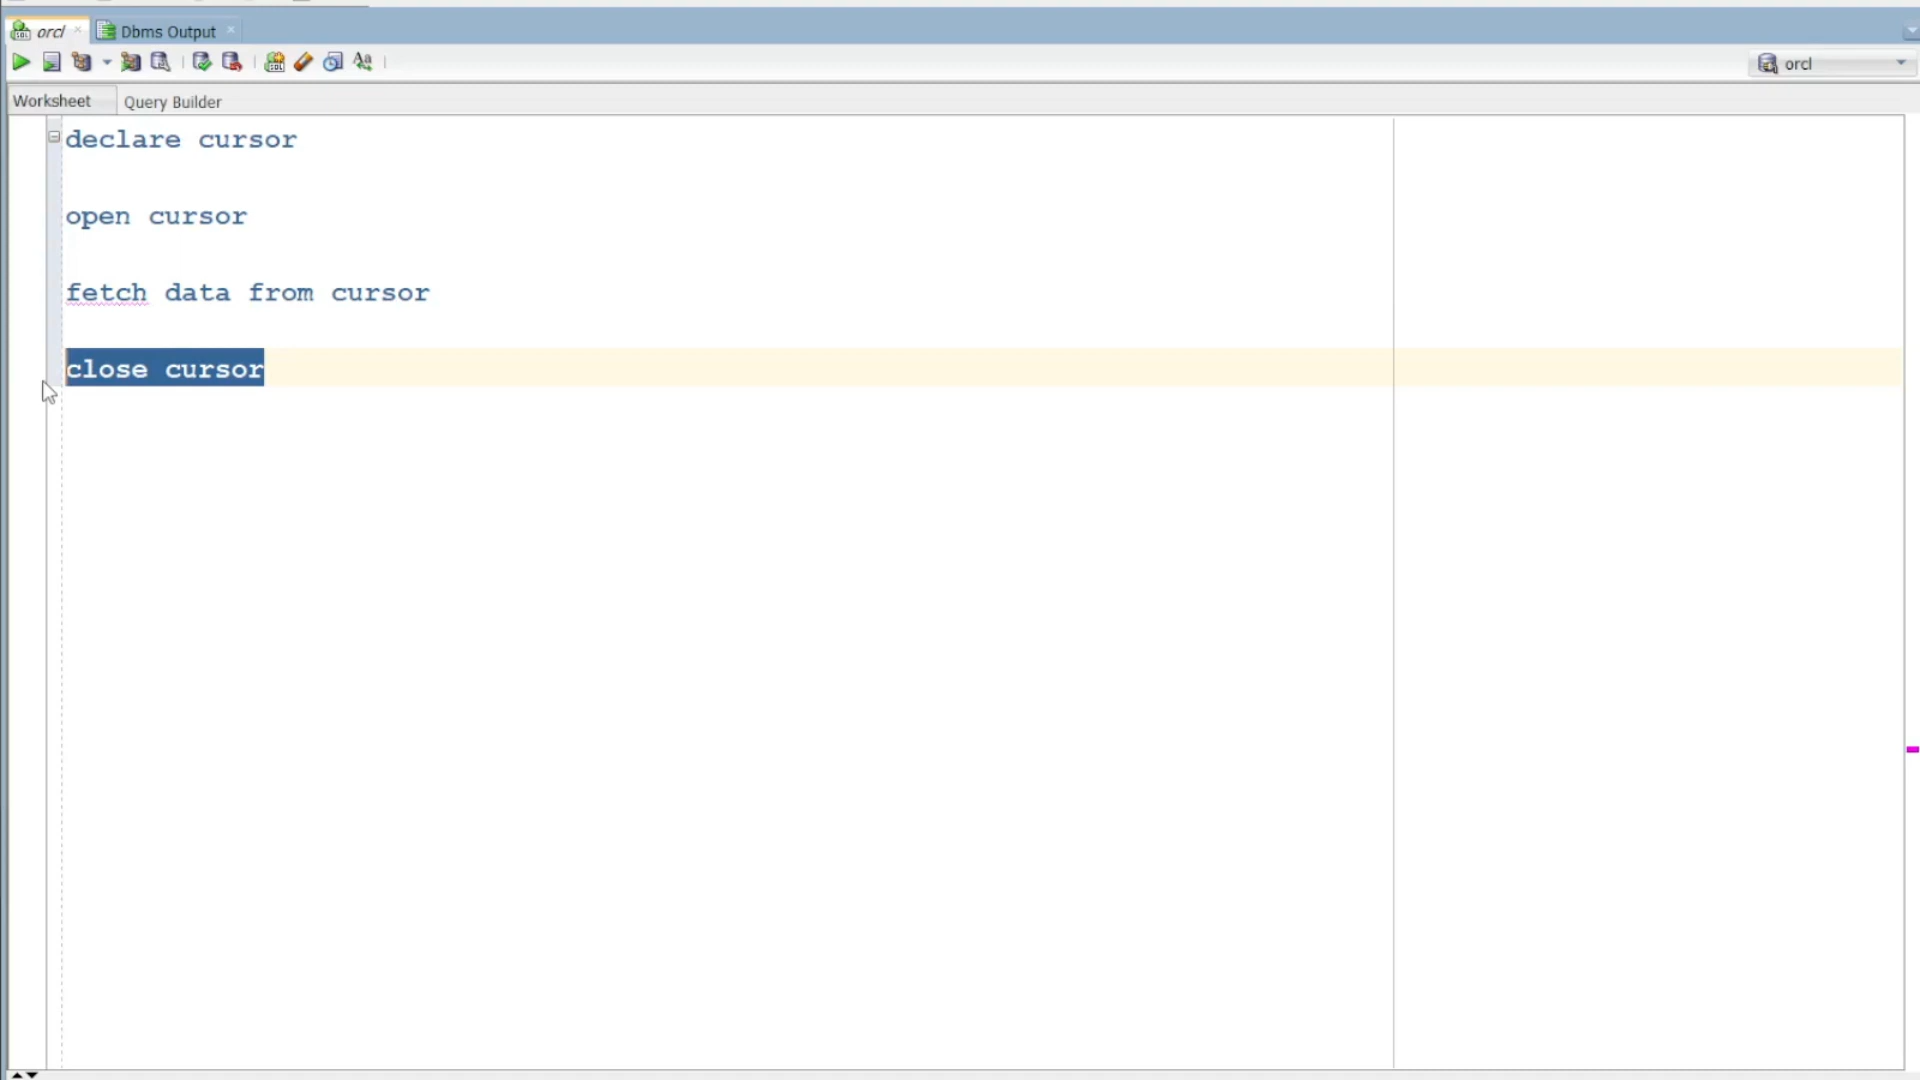 orcl
Dbms Output
orcl
Worksheet
Query Builder
declare cursor
open cursor
fetch data from cursor
close cursor